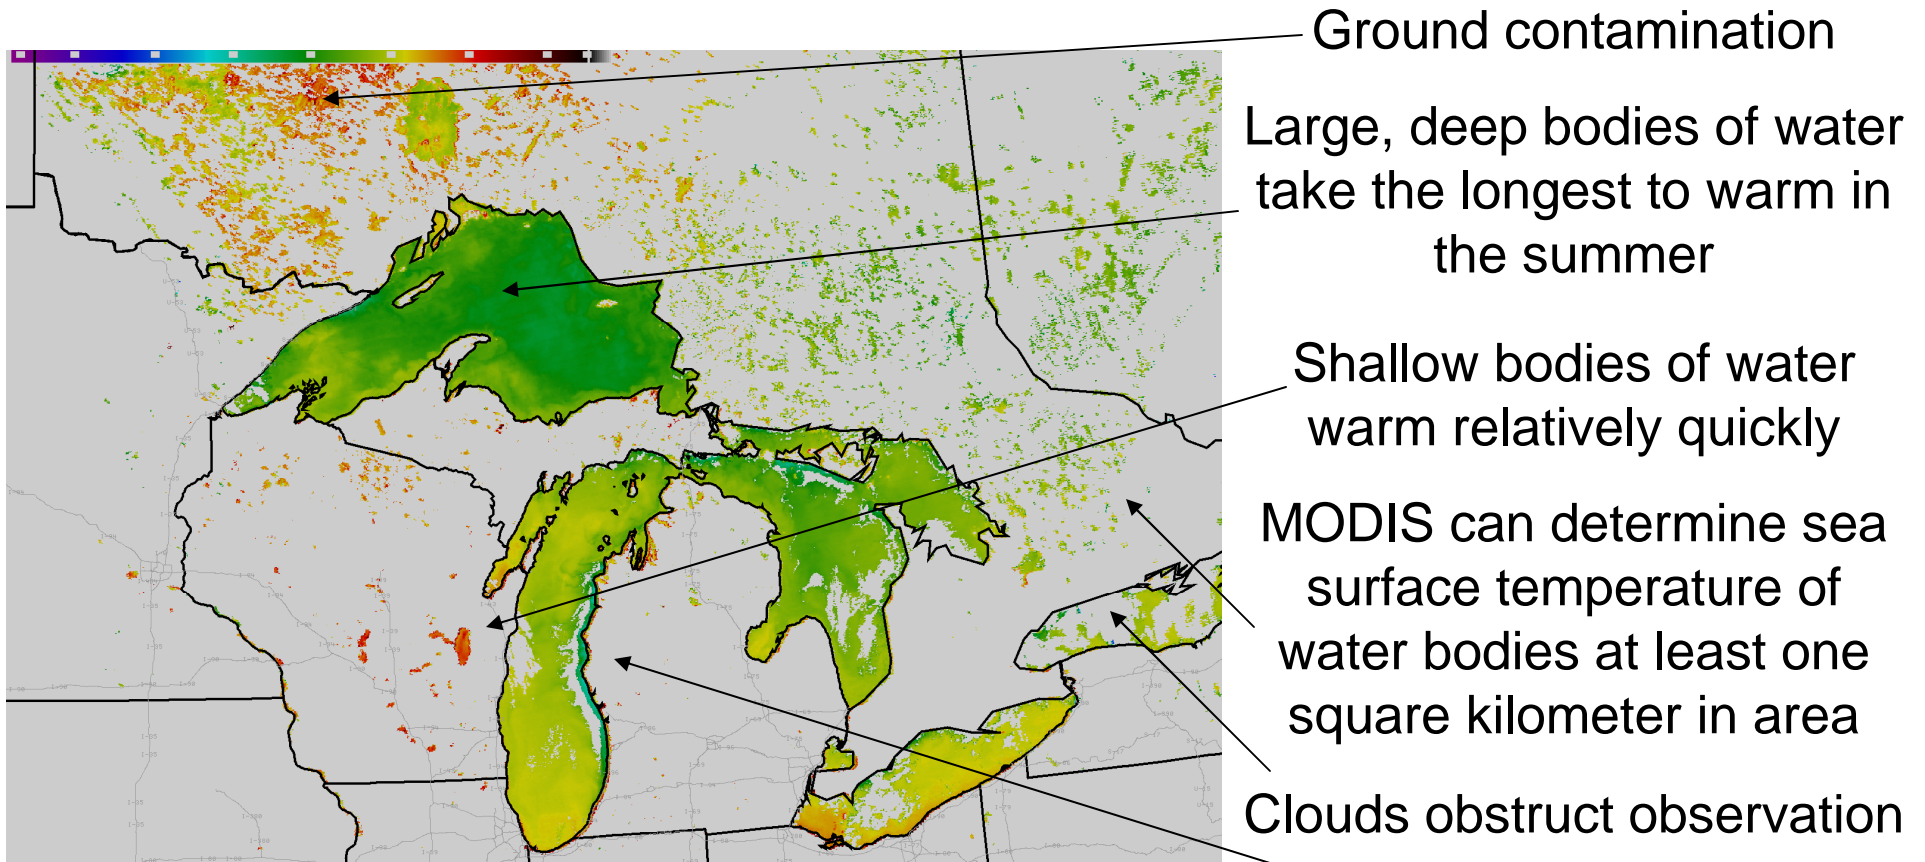 Ground contamination
Large, deep bodies of water
take the longest to warm in
the summer
Shallow bodies of water
warm relatively quickly
MODIS can determine sea
surface temperature of
water bodies at least one
square kilometer in area
Clouds obstruct observation